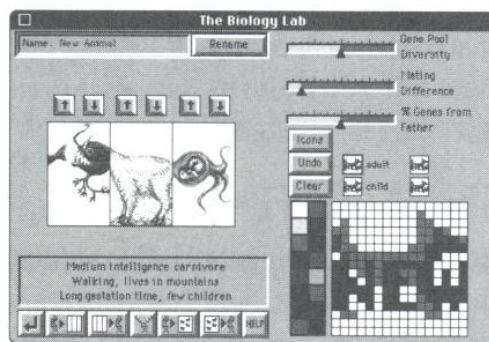 The Biology Lab
Name: New Animal
Rename
Gene Pool
Diversity
Mating
Difference
% Genes from
Father
Icons
Undo
adult
Clear
child
Medium intelligence carnivore
Walking, lives in mountains
Long gestation time, few children
HELP